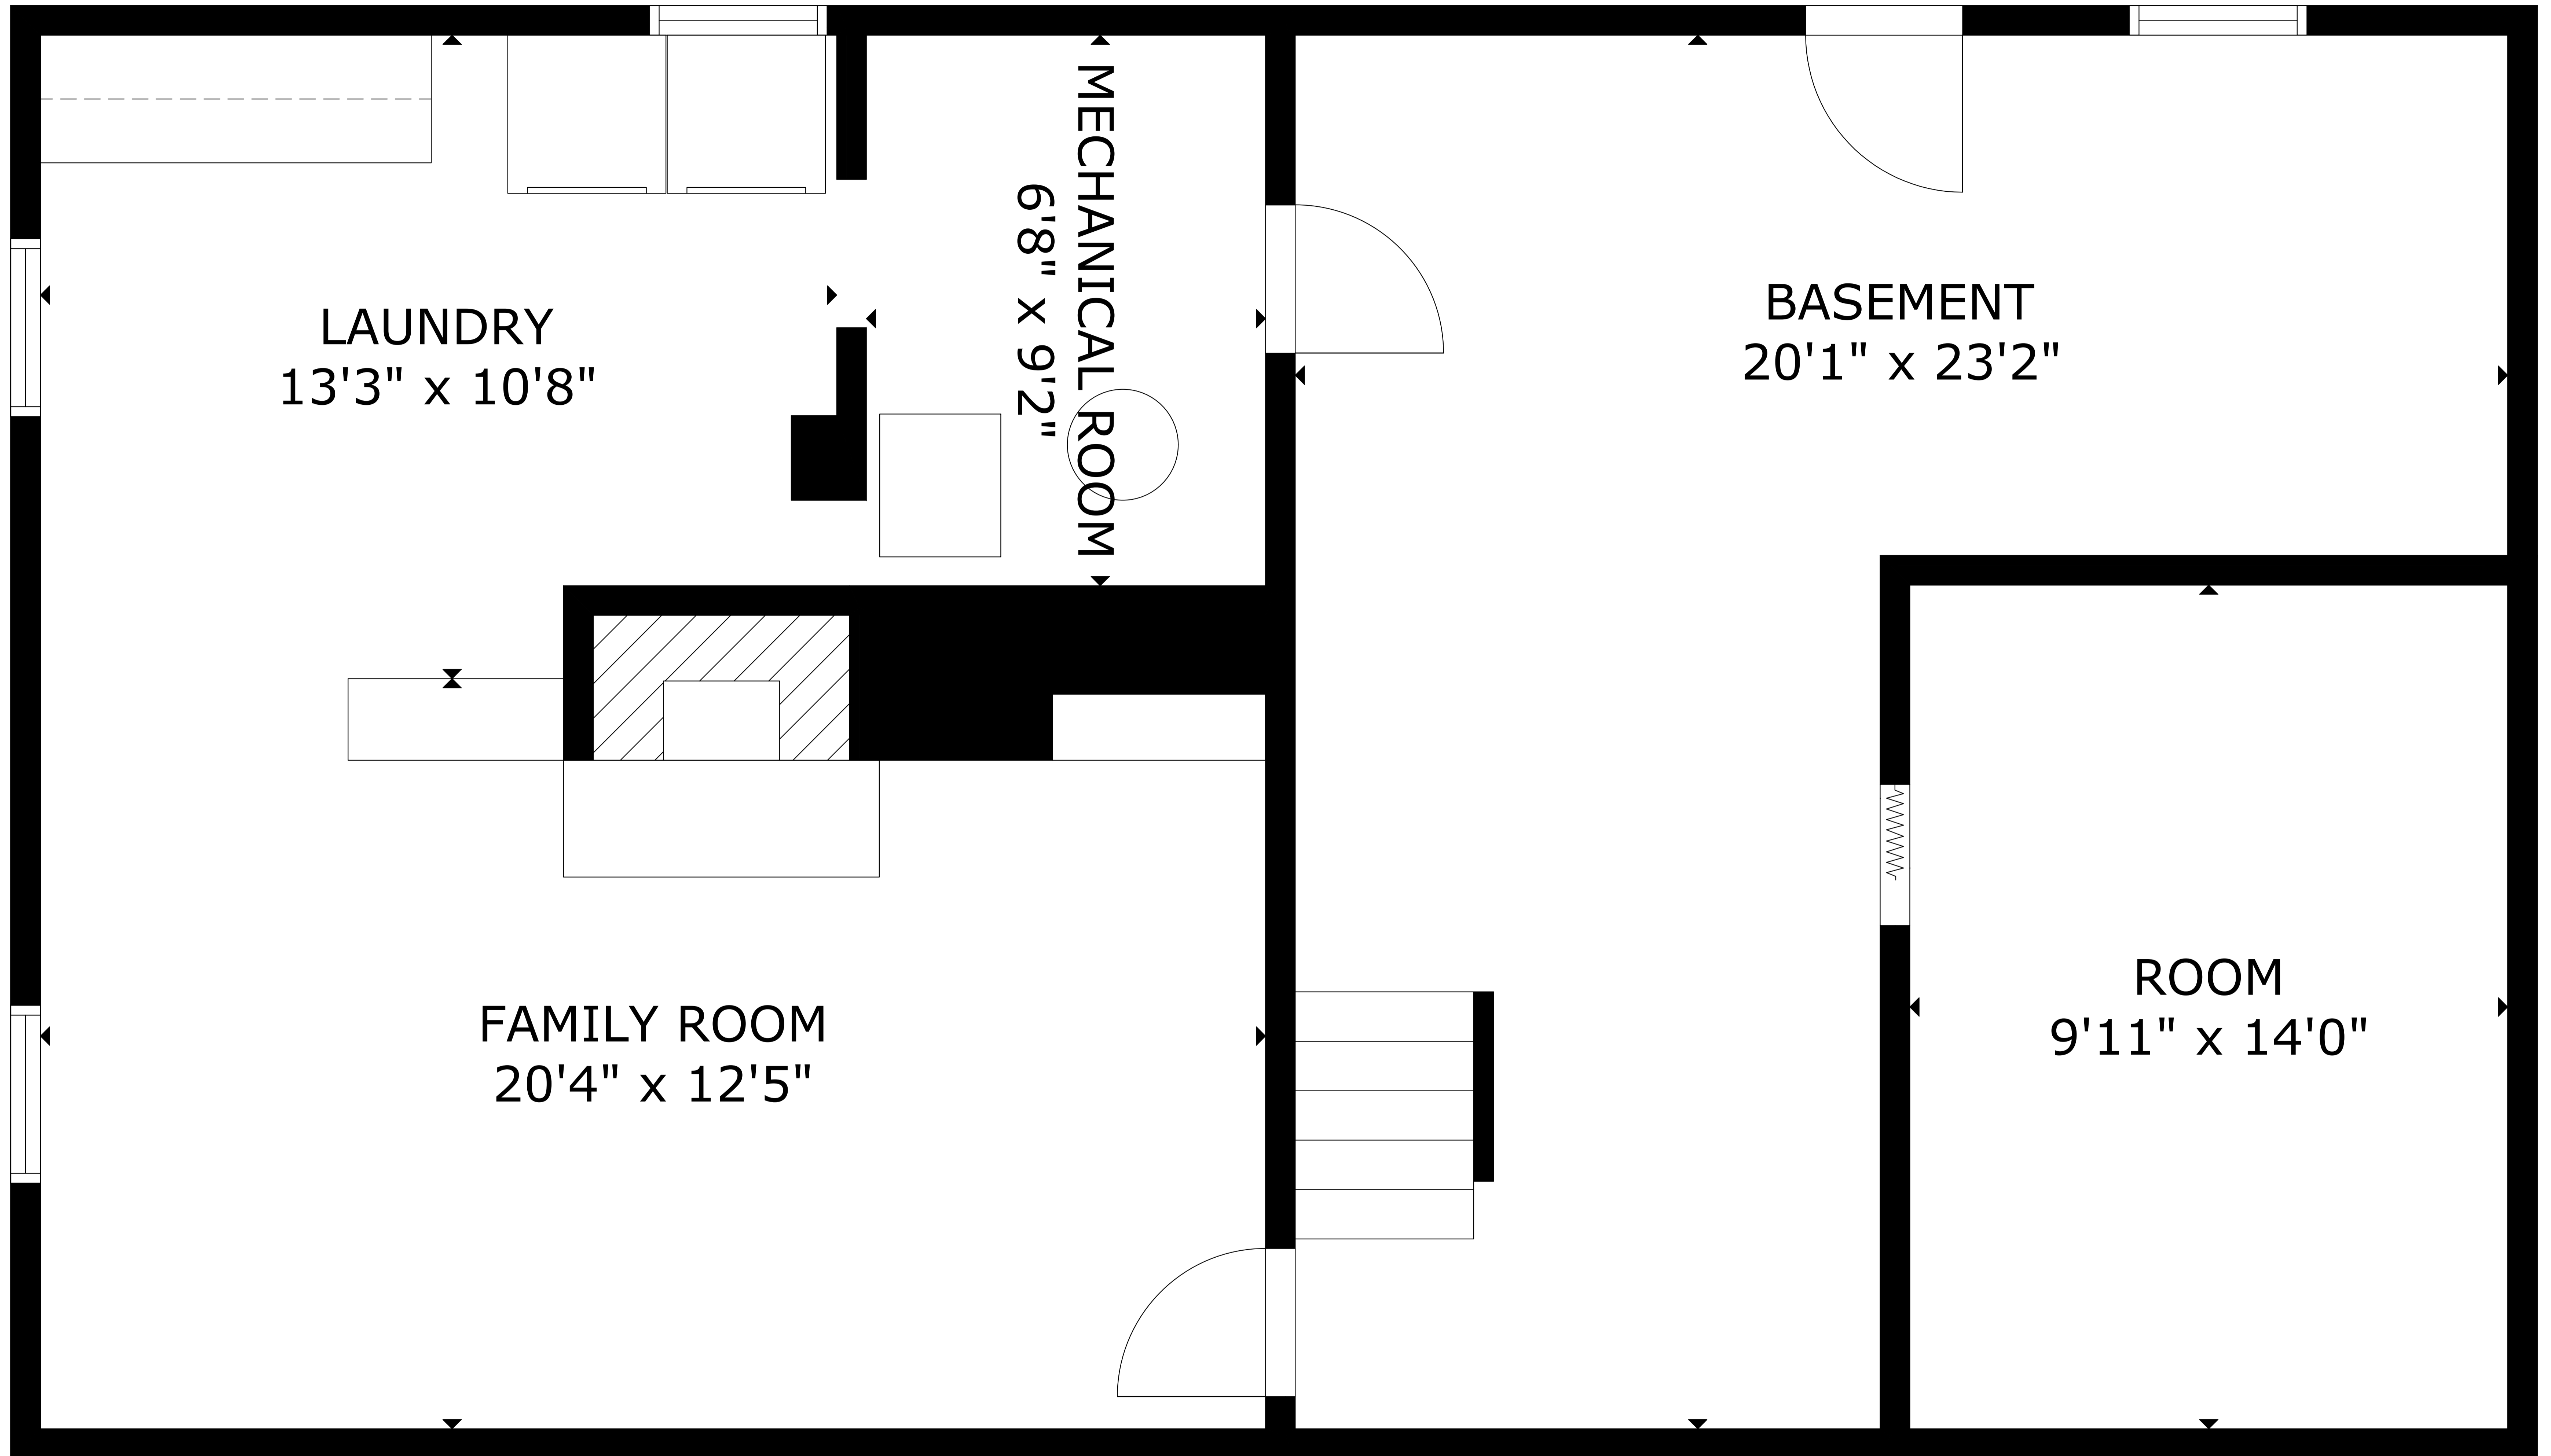 LAUNDRY
13'3" x 10'8"
MECHANICAL ROOM
6'8" x 9'2"
BASEMENT
20'1" x 23'2"
FAMILY ROOM
20'4" x 12'5"
ROOM
9'11" x 14'0"